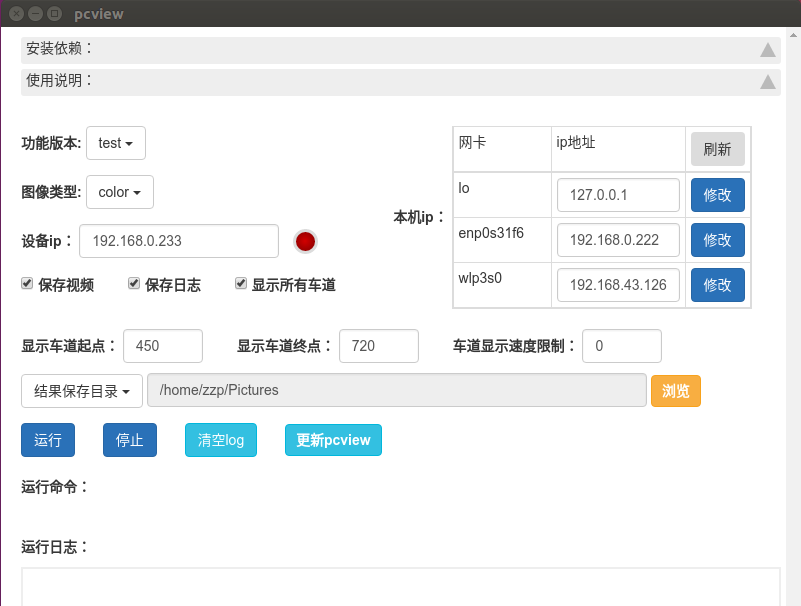 pcview
安装依赖：
使用说明：
功能版本: test
图像类型: color
设备ip： 192.168.0.233
保存视频 保存日志 显示所有车道
本机ip：
网卡 ip地址 刷新
lo 127.0.0.1 修改
enp0s31f6 192.168.0.222 修改
wlp3s0 192.168.43.126 修改
显示车道起点： 450 显示车道终点： 720 车道显示速度限制： 0
结果保存目录 /home/zzp/Pictures 浏览
运行 停止 清空log 更新pcview
运行命令：
运行日志：